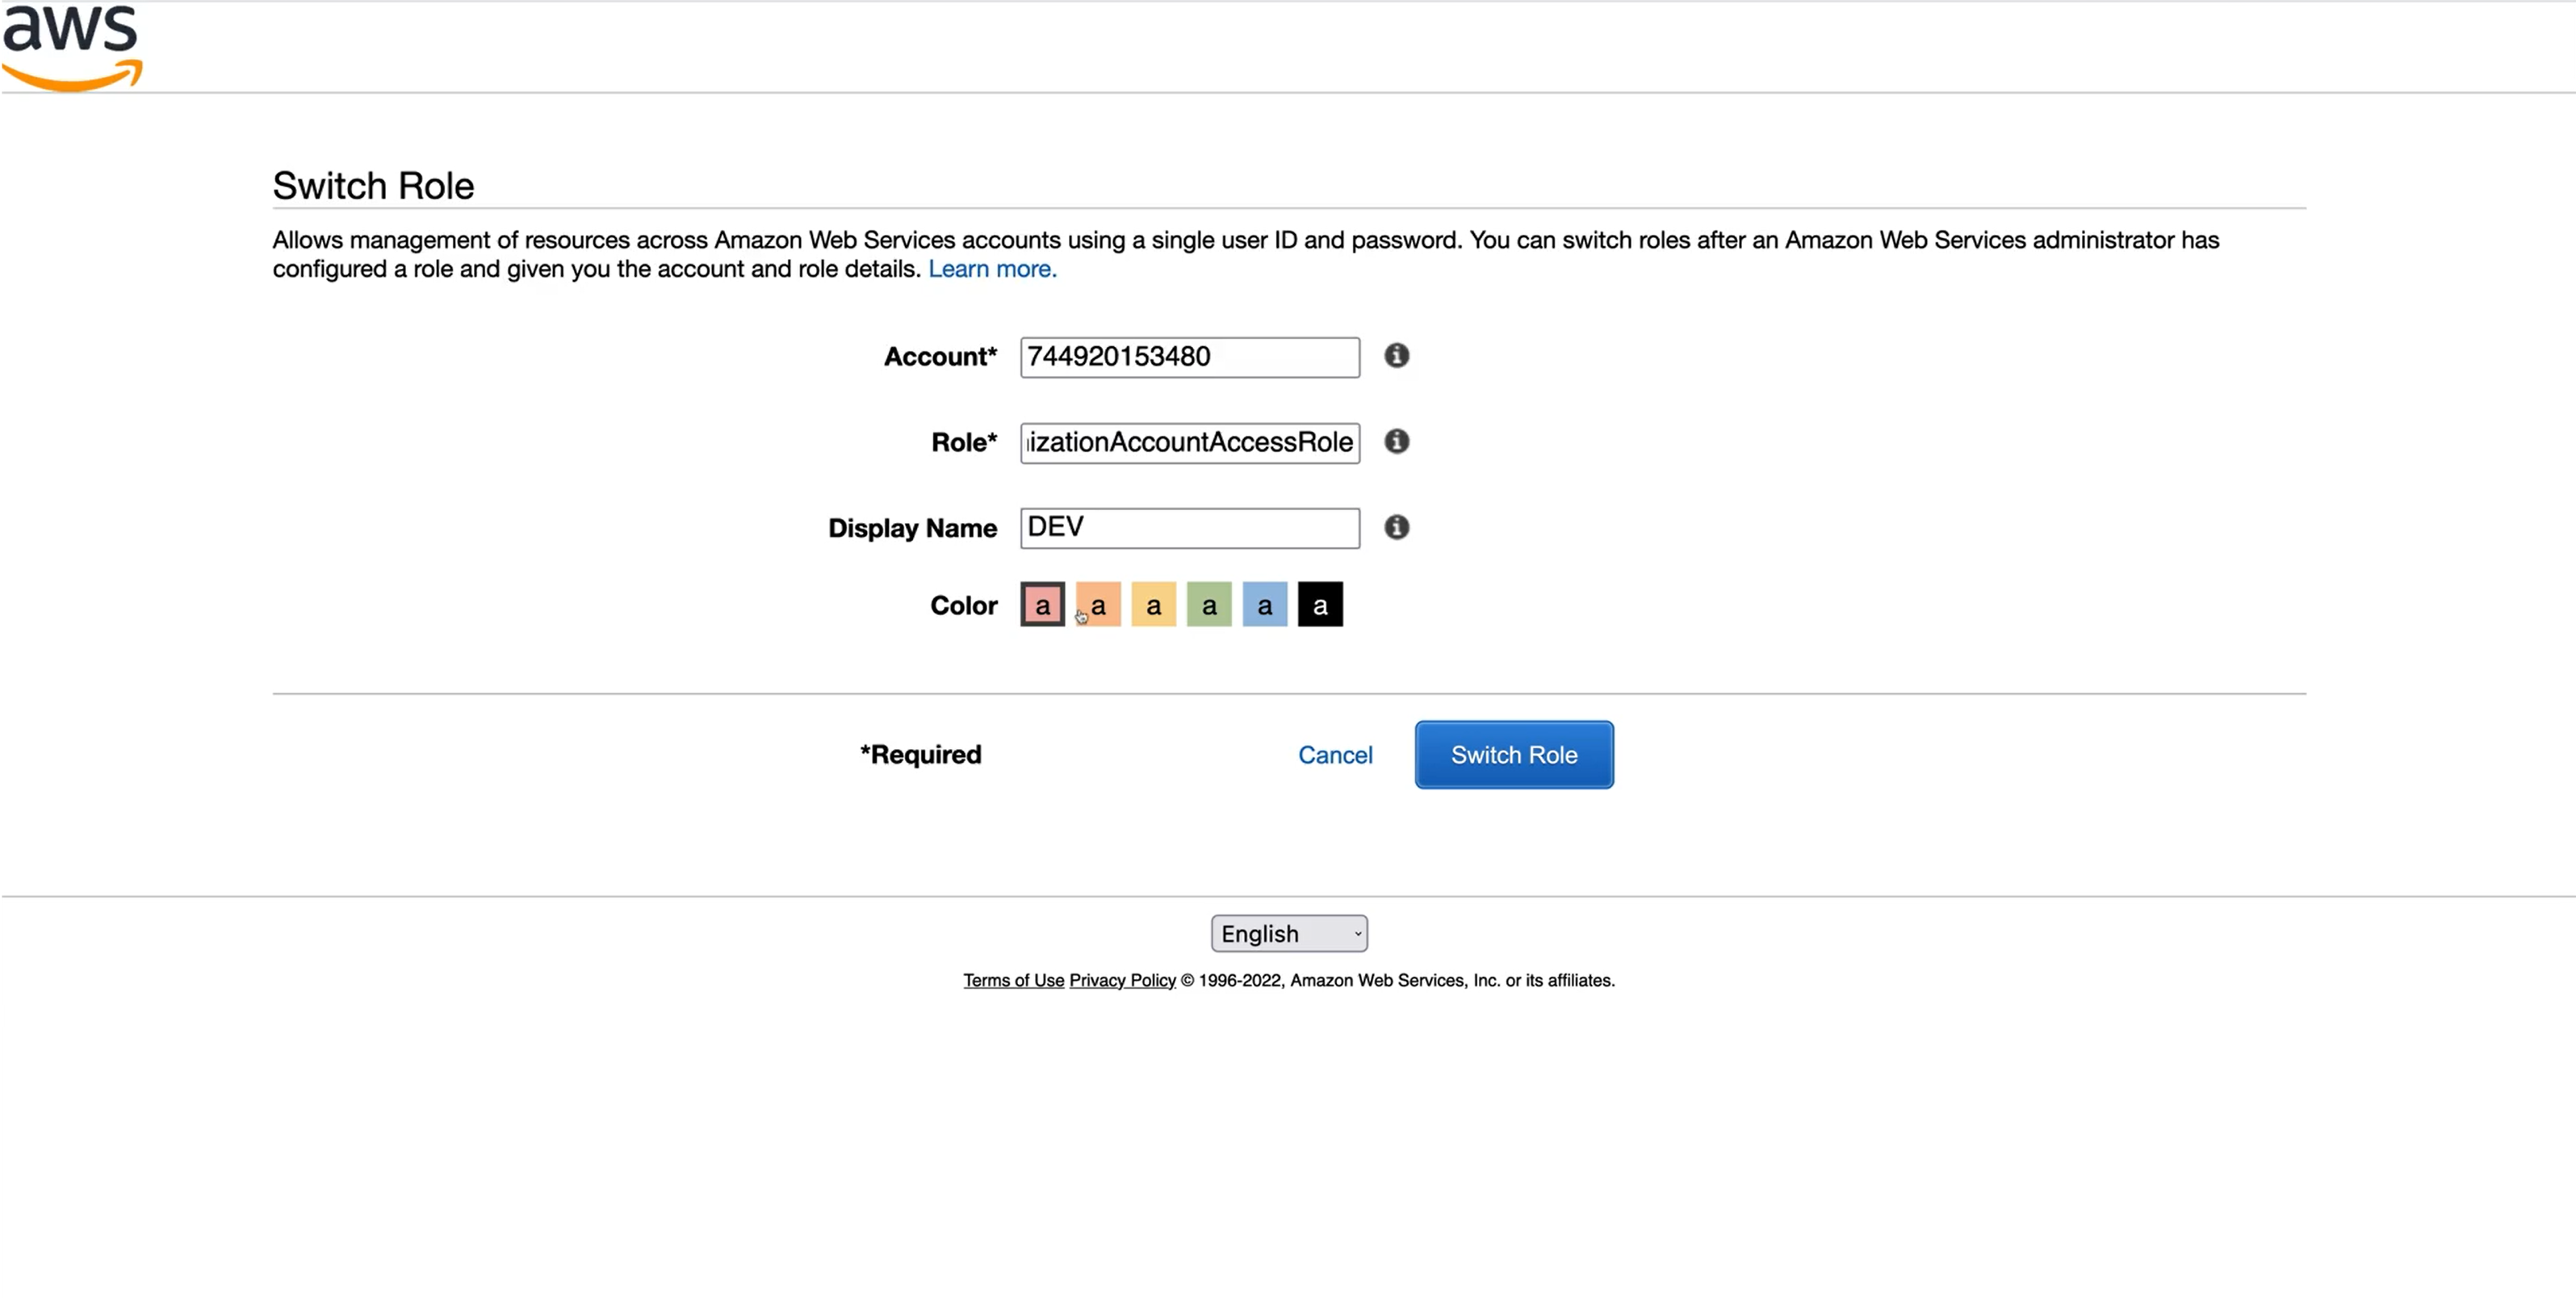 aws
Switch Role
Allows management of resources across Amazon Web Services accounts using a single user ID and password. You can switch roles after an Amazon Web Services administrator has
configured a role and given you the account and role details. Learn more.
Account* 744920153480
Role* izationAccountAccessRole
Display Name DEV
Color a a a a a a
*Required Cancel Switch Role
English
Terms of Use Privacy Policy © 1996-2022, Amazon Web Services, Inc. or its affiliates.